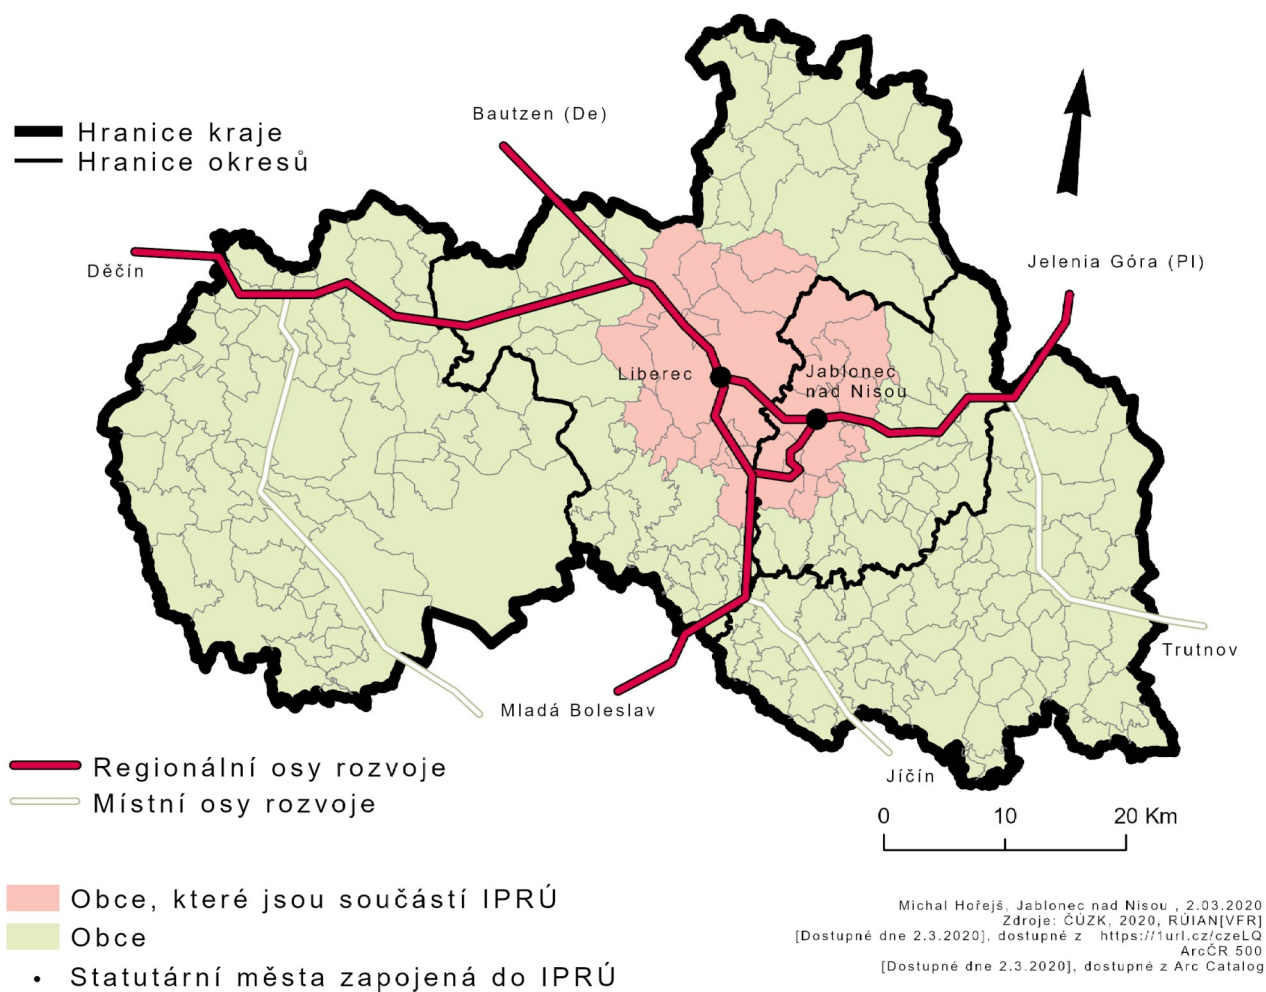 Bautzen (De)
Hranice kraje
Hranice okresů
Děčín
Jelenia Góra (Pl)
Liberec
Jablonec
nad Nisou
Trutnov
Mladá Boleslav
Jíčín
Regionální osy rozvoje
Místní osy rozvoje
0 10 20 Km
Obce, které jsou součástí IPRÚ
Obce
Statutární města zapojená do IPRÚ
Michal Hořejš, Jablonec nad Nisou , 2.03.2020
Zdroje: ČÚZK, 2020, RÚIAN[VFR]
[Dostupné dne 2.3.2020], dostupné z https://1url.cz/czeLQ
ArcČR 500
[Dostupné dne 2.3.2020], dostupné z Arc Catalog